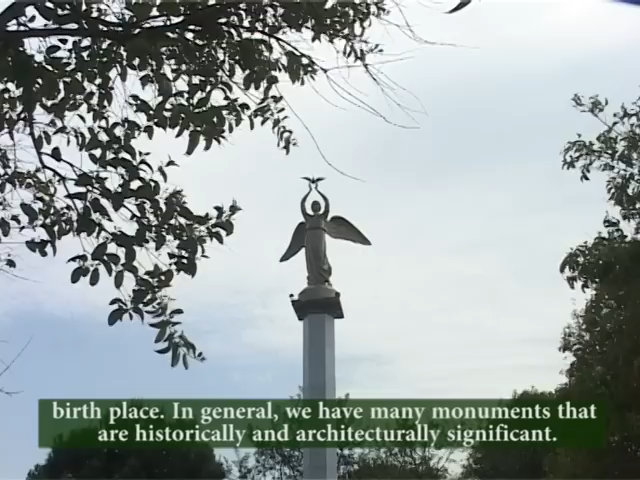 birth place. In general, we have many monuments that
are historically and architecturally significant.